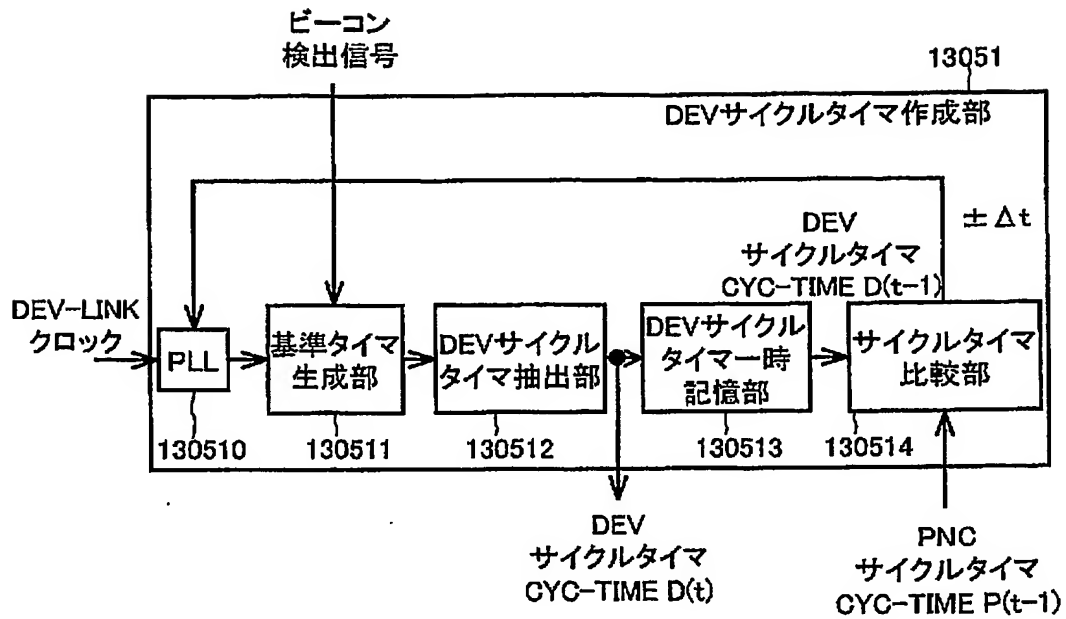 ビーコン
検出信号
13051
DEVサイクルタイマ作成部
±Δt
DEV
サイクルタイマ
CYC-TIME D(t-1)
DEV-LINK
クロック
PLL
基準タイマ
生成部
DEVサイクル
タイマ抽出部
DEVサイクル
タイマ一時
記憶部
サイクルタイマ
比較部
130510
130511
130512
130513
130514
DEV
サイクルタイマ
CYC-TIME D(t)
PNC
サイクルタイマ
CYC-TIME P(t-1)